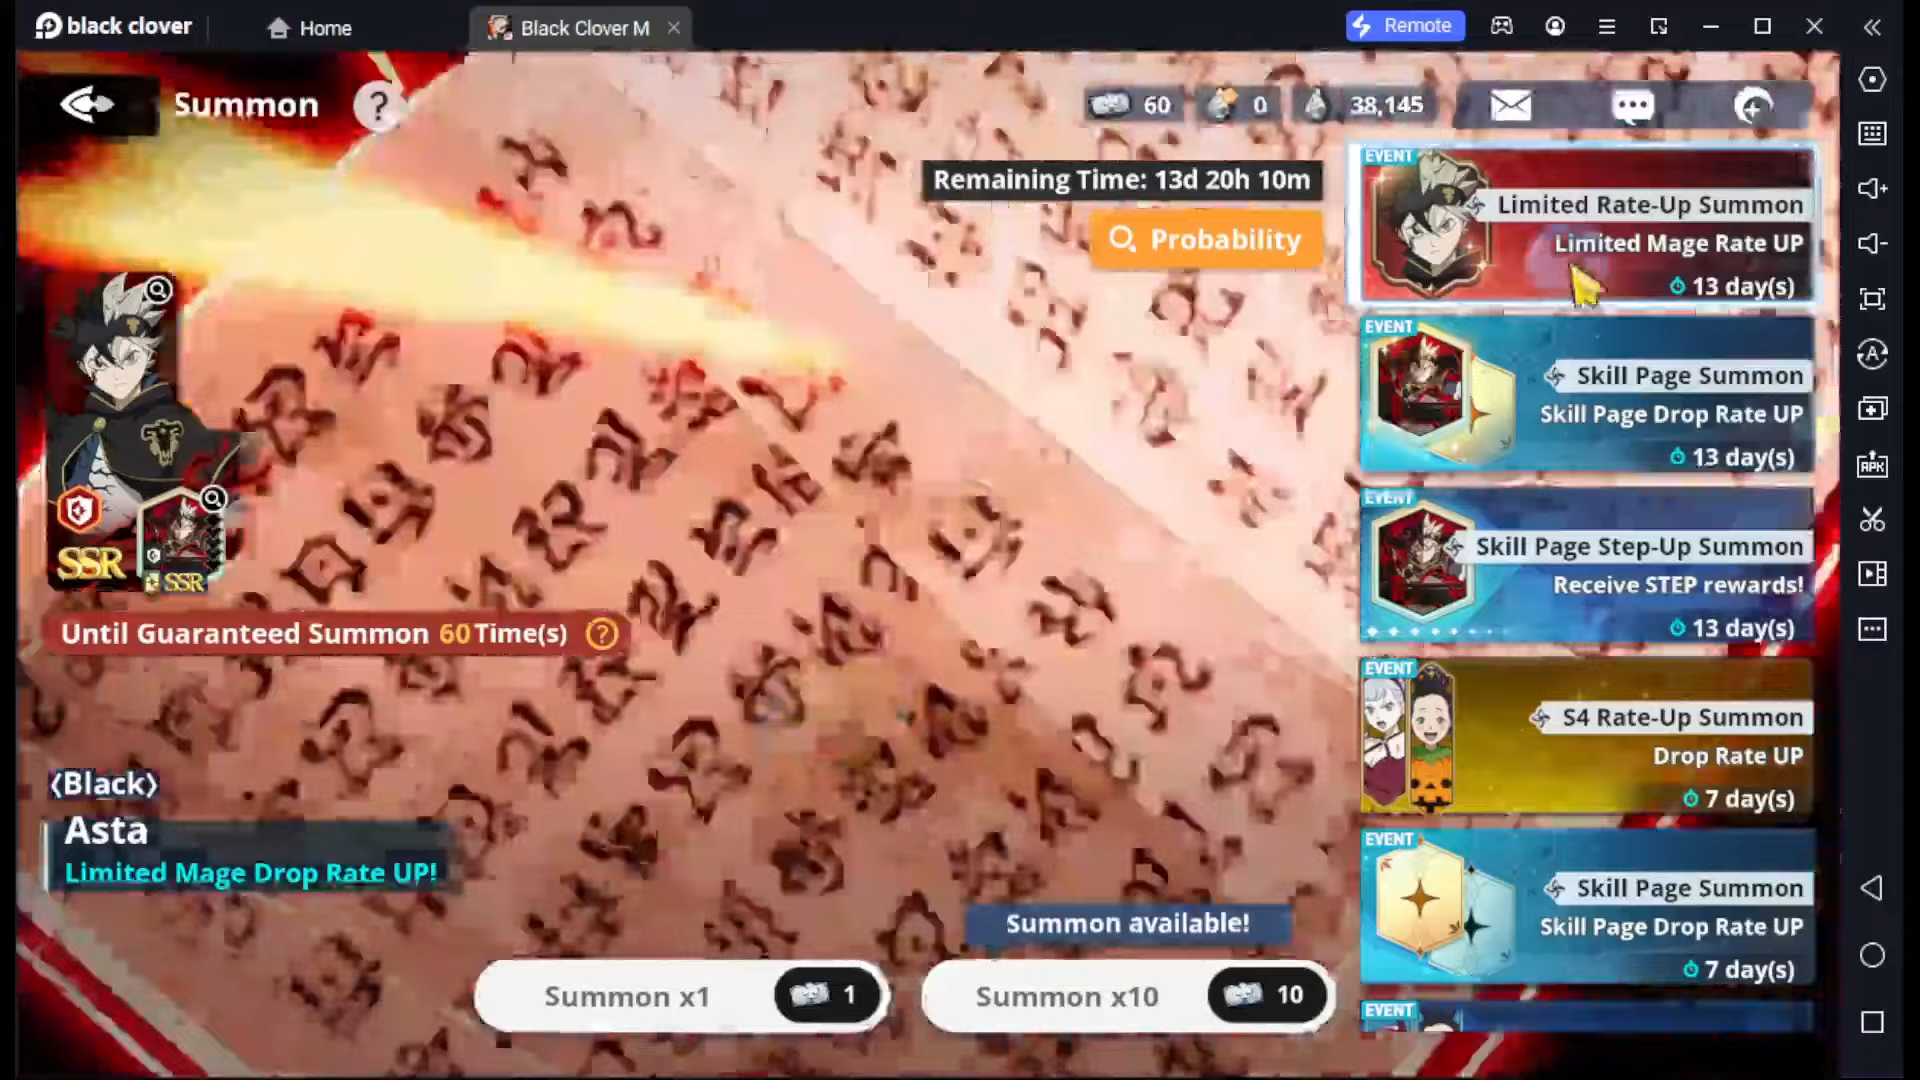 black clover
Home
Black Clover M
Remote
Summon
?
60
0
38,145
Remaining Time: 13d 20h 10m
Probability
EVENT
Limited Rate-Up Summon
Limited Mage Rate UP
13 day(s)
EVENT
Skill Page Summon
Skill Page Drop Rate UP
13 day(s)
EVENT
Skill Page Step-Up Summon
Receive STEP rewards!
13 day(s)
EVENT
S4 Rate-Up Summon
Drop Rate UP
7 day(s)
EVENT
Skill Page Summon
Skill Page Drop Rate UP
7 day(s)
EVENT
SSR
SSR
Until Guaranteed Summon 60 Time(s) ?
⟨Black⟩
Asta
Limited Mage Drop Rate UP!
Summon available!
Summon x1
1
Summon x10
10
A
APK